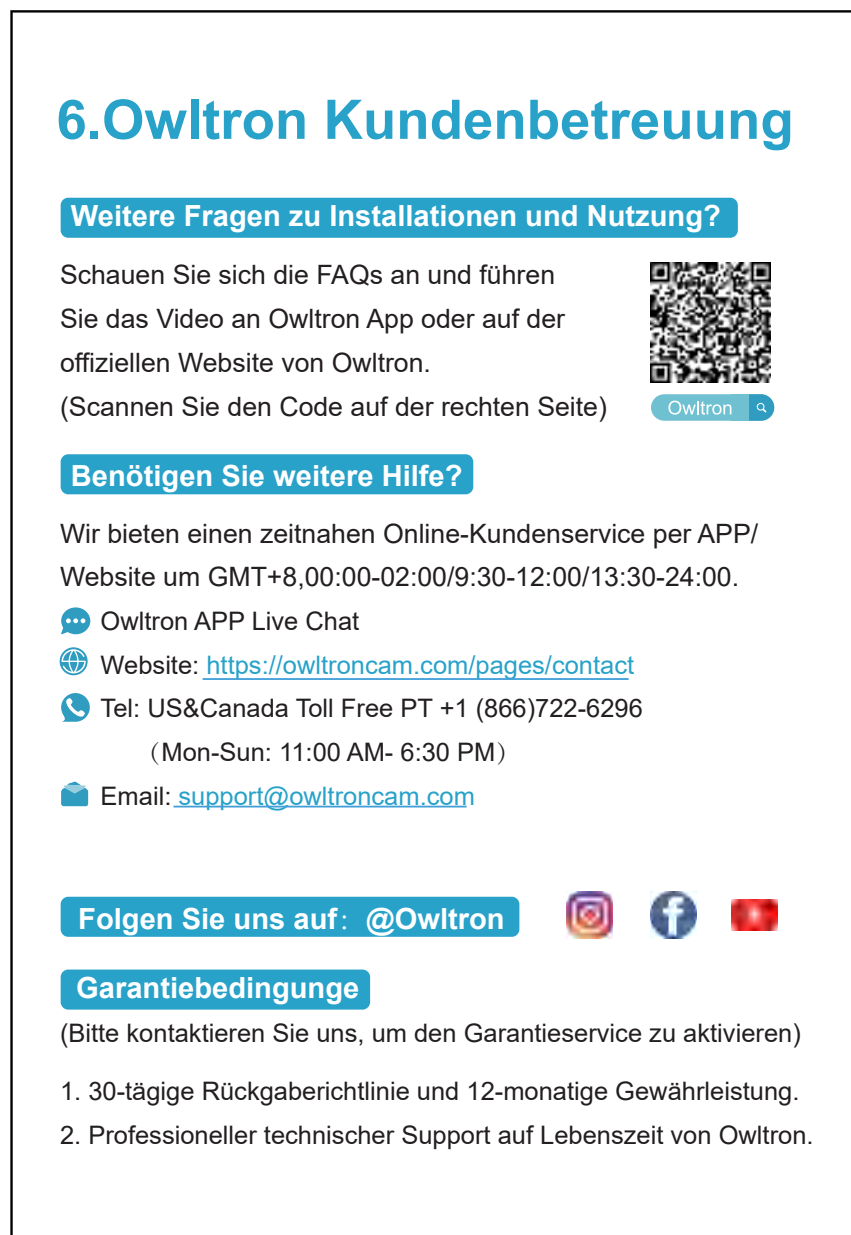 6.Owltron Kundenbetreuung
Weitere Fragen zu Installationen und Nutzung?
Schauen Sie sich die FAQs an und führen
Sie das Video an Owltron App oder auf der
offiziellen Website von Owltron.
(Scannen Sie den Code auf der rechten Seite)
Owltron
Benötigen Sie weitere Hilfe?
Wir bieten einen zeitnahen Online-Kundenservice per APP/
Website um GMT+8,00:00-02:00/9:30-12:00/13:30-24:00.
Owltron APP Live Chat
Website: https://owltroncam.com/pages/contact
Tel: US&Canada Toll Free PT +1 (866)722-6296
（Mon-Sun: 11:00 AM- 6:30 PM）
Email: support@owltroncam.com
Folgen Sie uns auf：@Owltron
Garantiebedingunge
(Bitte kontaktieren Sie uns, um den Garantieservice zu aktivieren)
1. 30-tägige Rückgaberichtlinie und 12-monatige Gewährleistung.
2. Professioneller technischer Support auf Lebenszeit von Owltron.